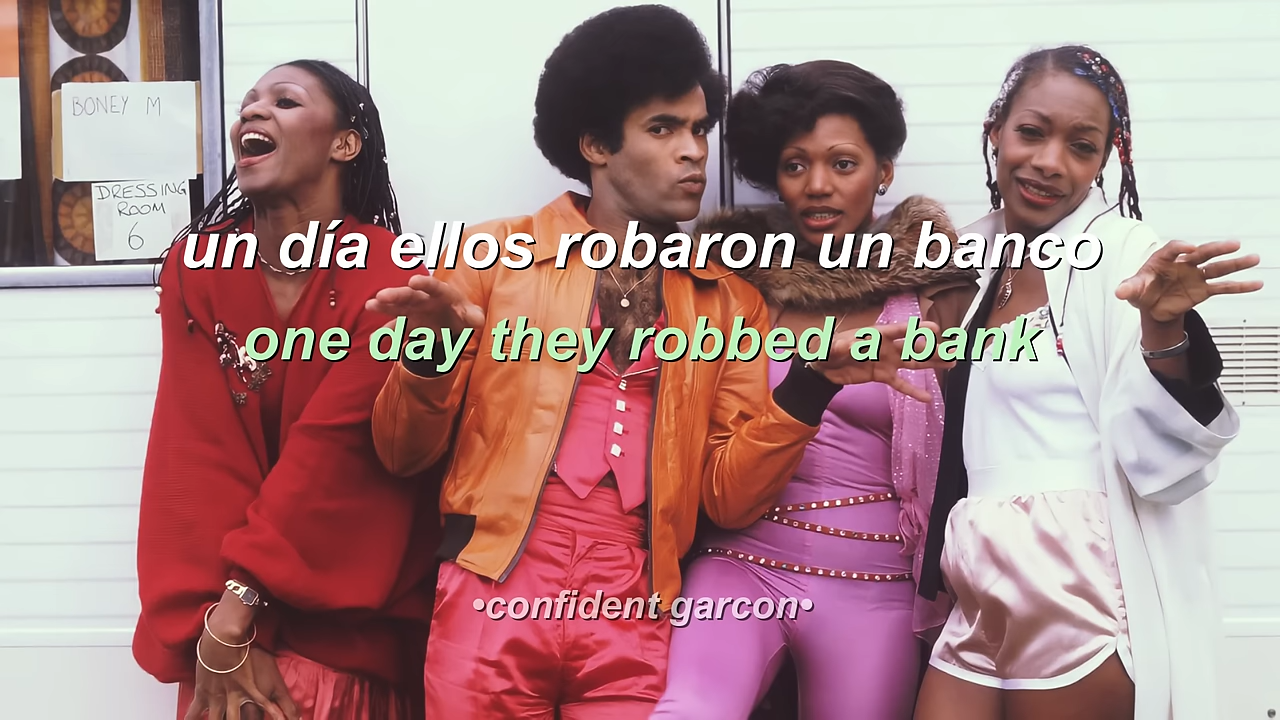 BONEY M
DRESSING
ROOM
6
un día ellos robaron un banco
one day they robbed a bank
•confident garcon•